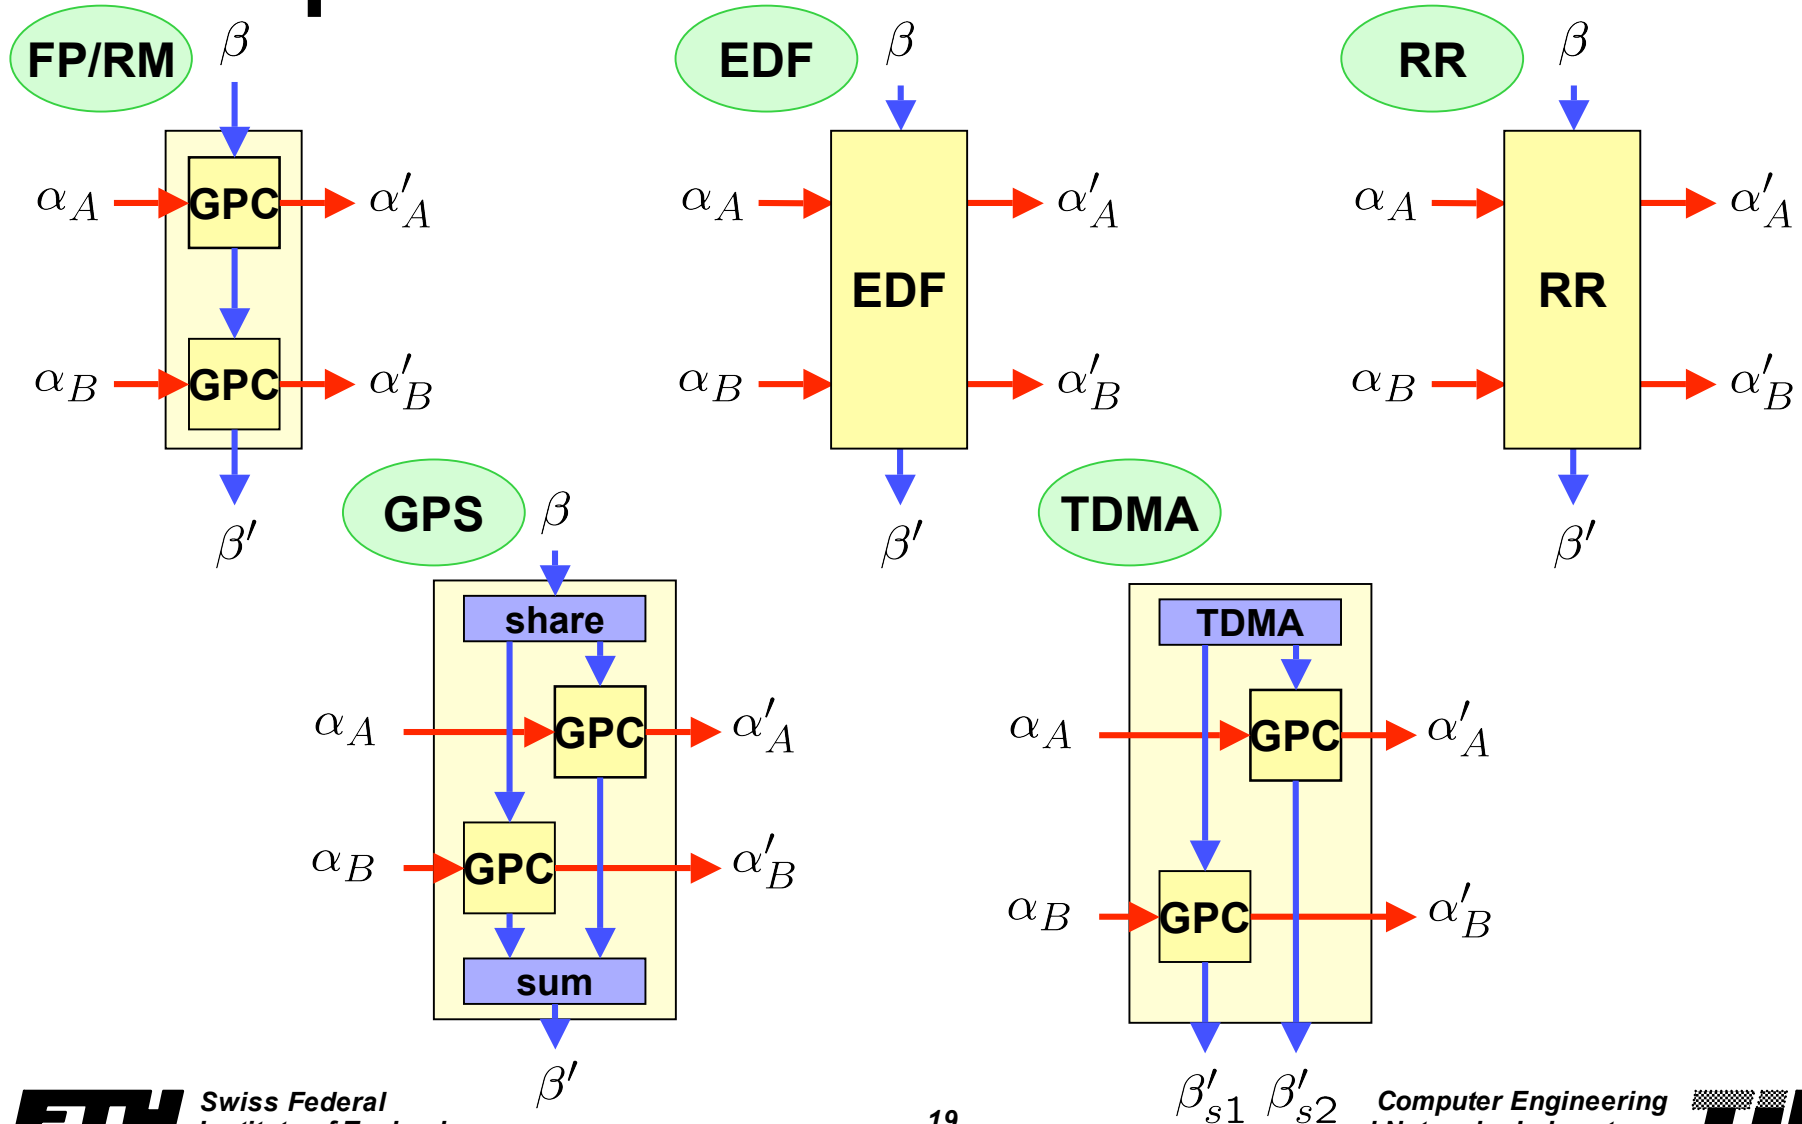 FP/RM
β
α_A
GPC
α′_A
α_B
GPC
α′_B
β′
EDF
β
α_A
α′_A
EDF
α_B
α′_B
β′
RR
β
α_A
α′_A
RR
α_B
α′_B
β′
GPS
β
share
α_A
GPC
α′_A
α_B
GPC
α′_B
sum
β′
TDMA
TDMA
α_A
GPC
α′_A
α_B
GPC
α′_B
β′_s1
β′_s2
Swiss Federal
19
Computer Engineering